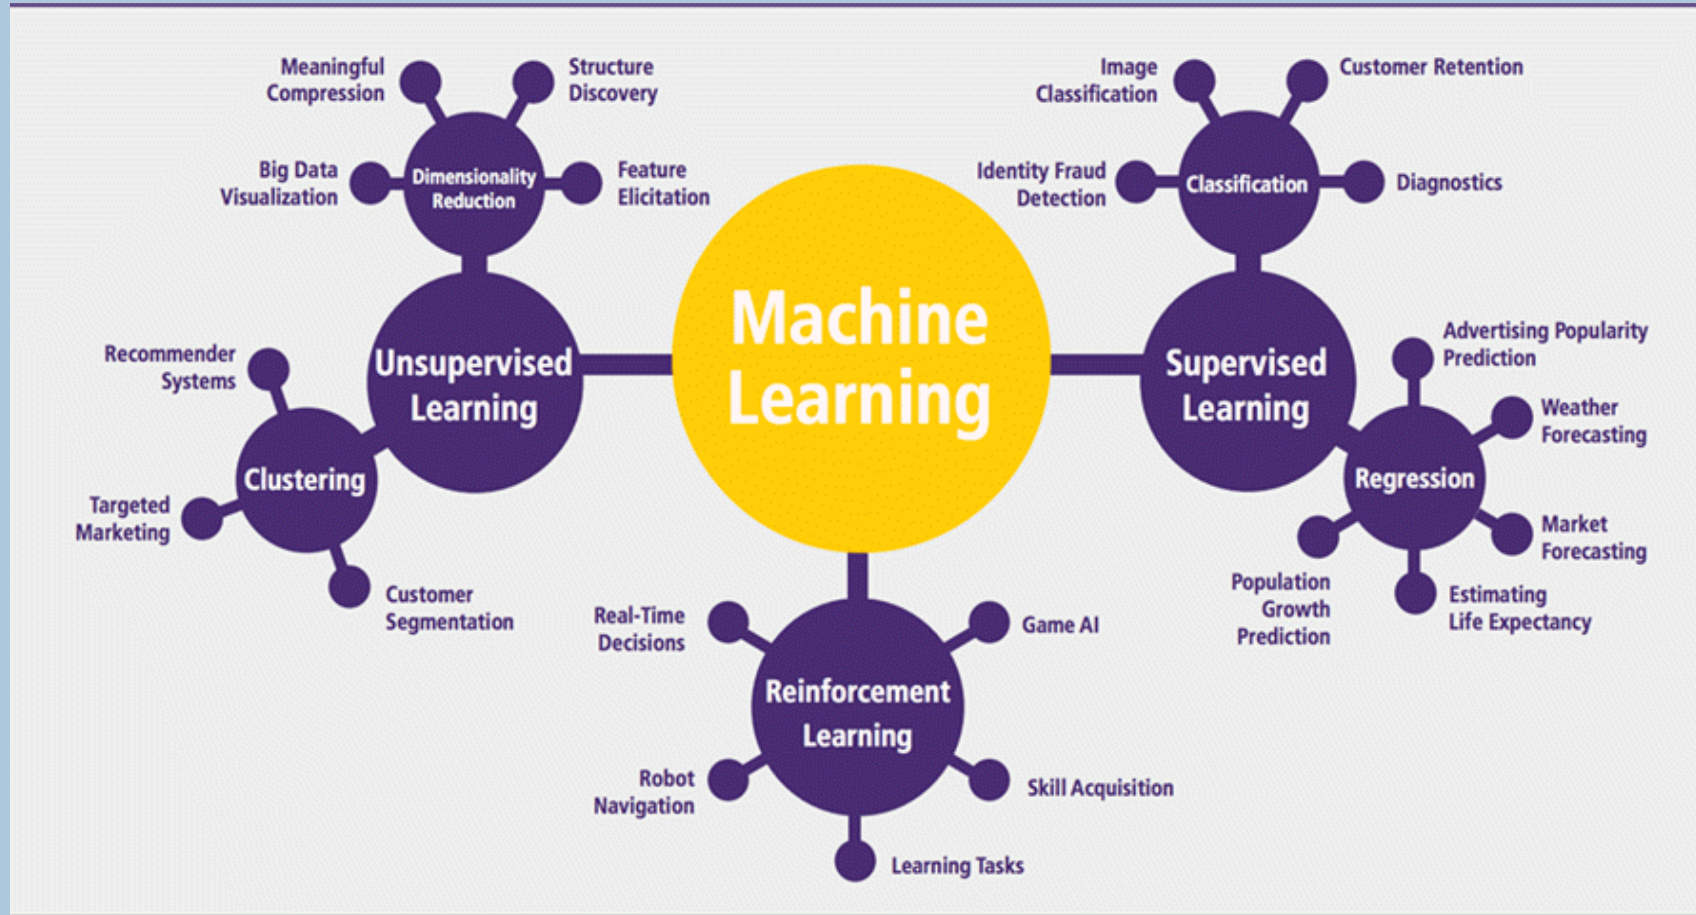 Machine
Learning
Unsupervised
Learning
Dimensionality
Reduction
Meaningful
Compression
Structure
Discovery
Big Data
Visualization
Feature
Elicitation
Clustering
Recommender
Systems
Targeted
Marketing
Customer
Segmentation
Supervised
Learning
Classification
Image
Classification
Customer Retention
Identity Fraud
Detection
Diagnostics
Regression
Advertising Popularity
Prediction
Weather
Forecasting
Market
Forecasting
Estimating
Life Expectancy
Population
Growth
Prediction
Reinforcement
Learning
Real-Time
Decisions
Game AI
Robot
Navigation
Skill Acquisition
Learning Tasks